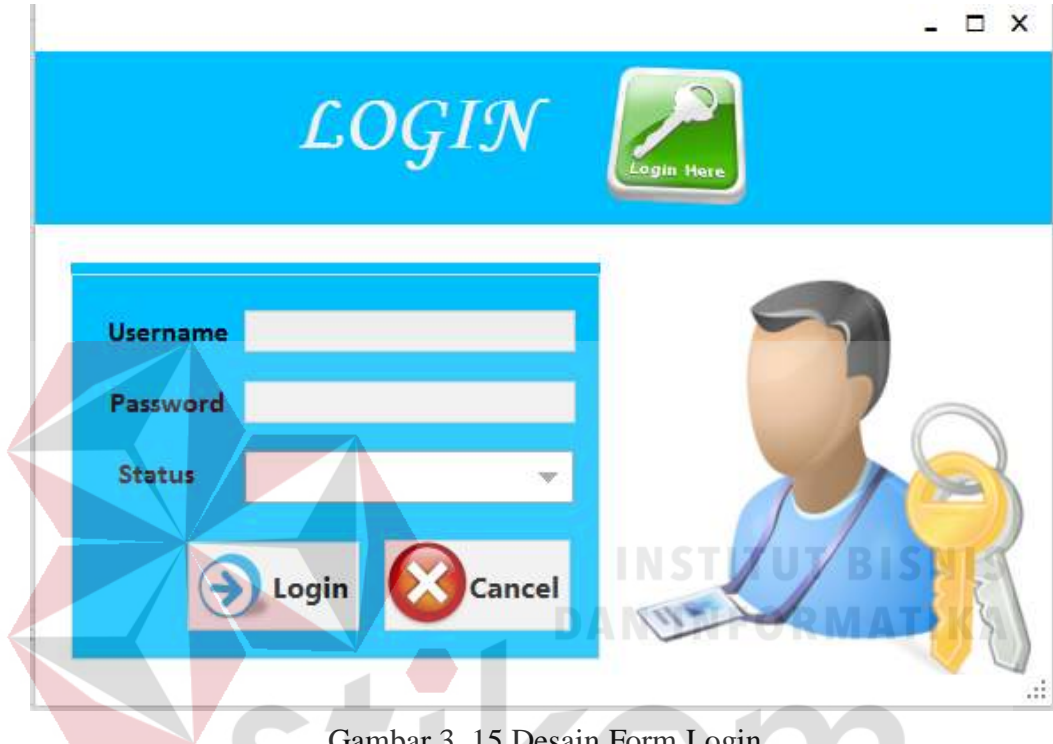 LOGIN
Login Here
Username
Password
Status
Login
Cancel
INSTITUT BISNIS
DAN INFORMATIKA
stikom
Gambar 3. 15 Desain Form Login